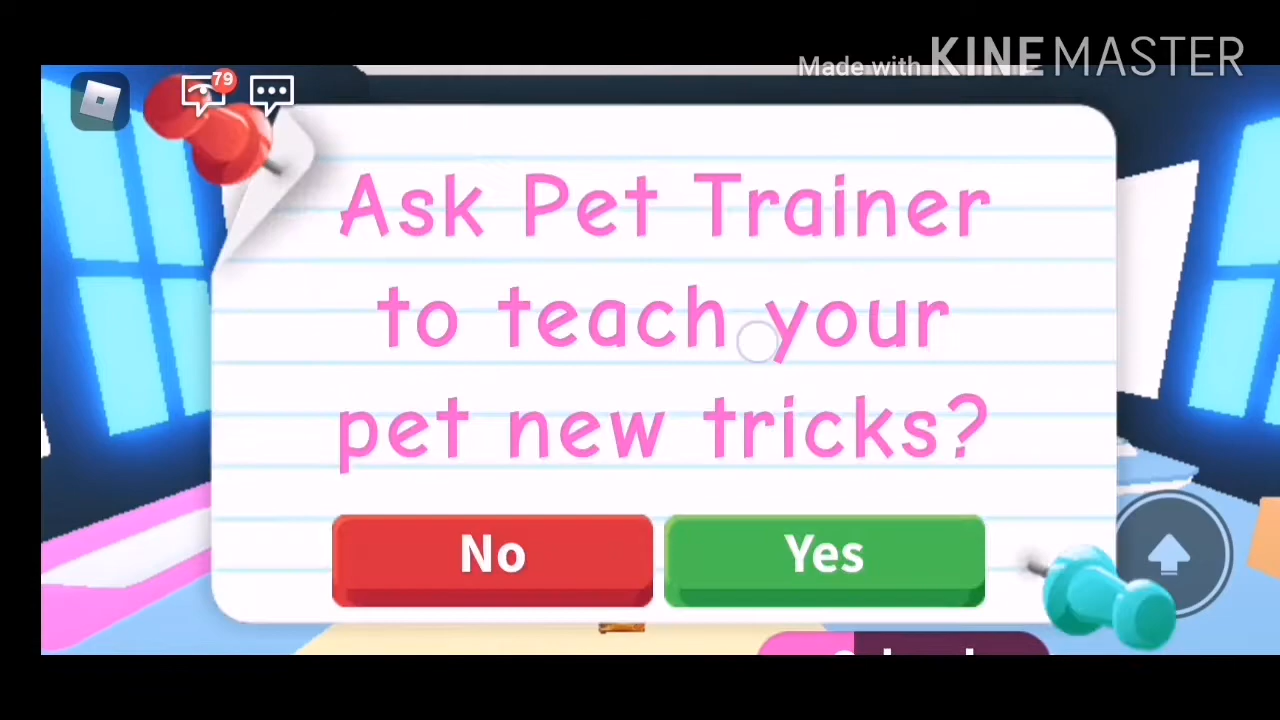 Made with KINEMASTER
79
Ask Pet Trainer
to teach your
pet new tricks?
No Yes